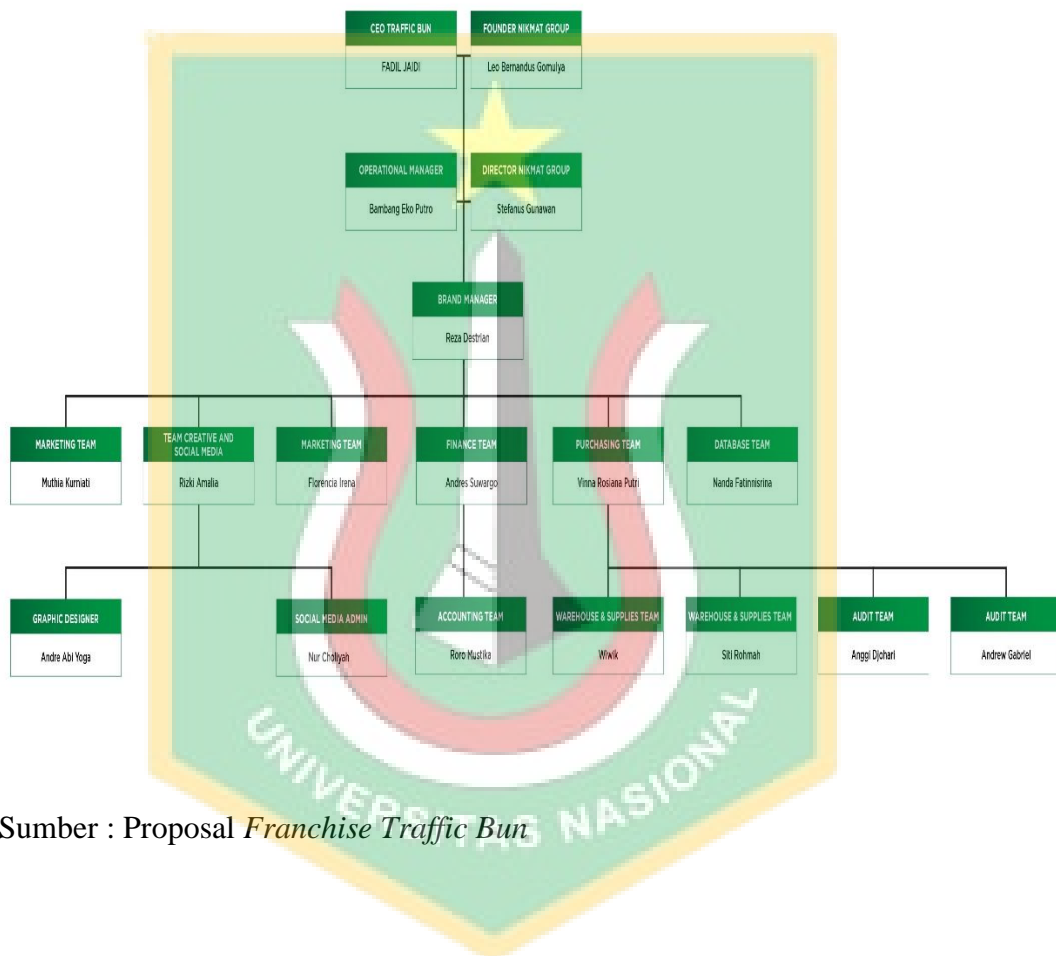 CEO TRAFFIC BUN
FADIL JAIDI
FOUNDER NIKMAT GROUP
Leo Bernandus Gomulya
OPERATIONAL MANAGER
Bambang Eko Putro
DIRECTOR NIKMAT GROUP
Stefanus Gunawan
BRAND MANAGER
Reza Destrian
MARKETING TEAM
Muthia Kurniati
TEAM CREATIVE AND
SOCIAL MEDIA
Rizki Amalia
MARKETING TEAM
Florencia Irena
FINANCE TEAM
Andres Suwargo
PURCHASING TEAM
Vinna Rosiana Putri
DATABASE TEAM
Nanda Fatinnisrina
GRAPHIC DESIGNER
Andre Abi Yoga
SOCIAL MEDIA ADMIN
Nur Choliyah
ACCOUNTING TEAM
Roro Mustika
WAREHOUSE & SUPPLIES TEAM
Wiwik
WAREHOUSE & SUPPLIES TEAM
Siti Rohmah
AUDIT TEAM
Anggi Djohari
AUDIT TEAM
Andrew Gabriel
UNIVERSITAS NASIONAL
Sumber : Proposal Franchise Traffic Bun